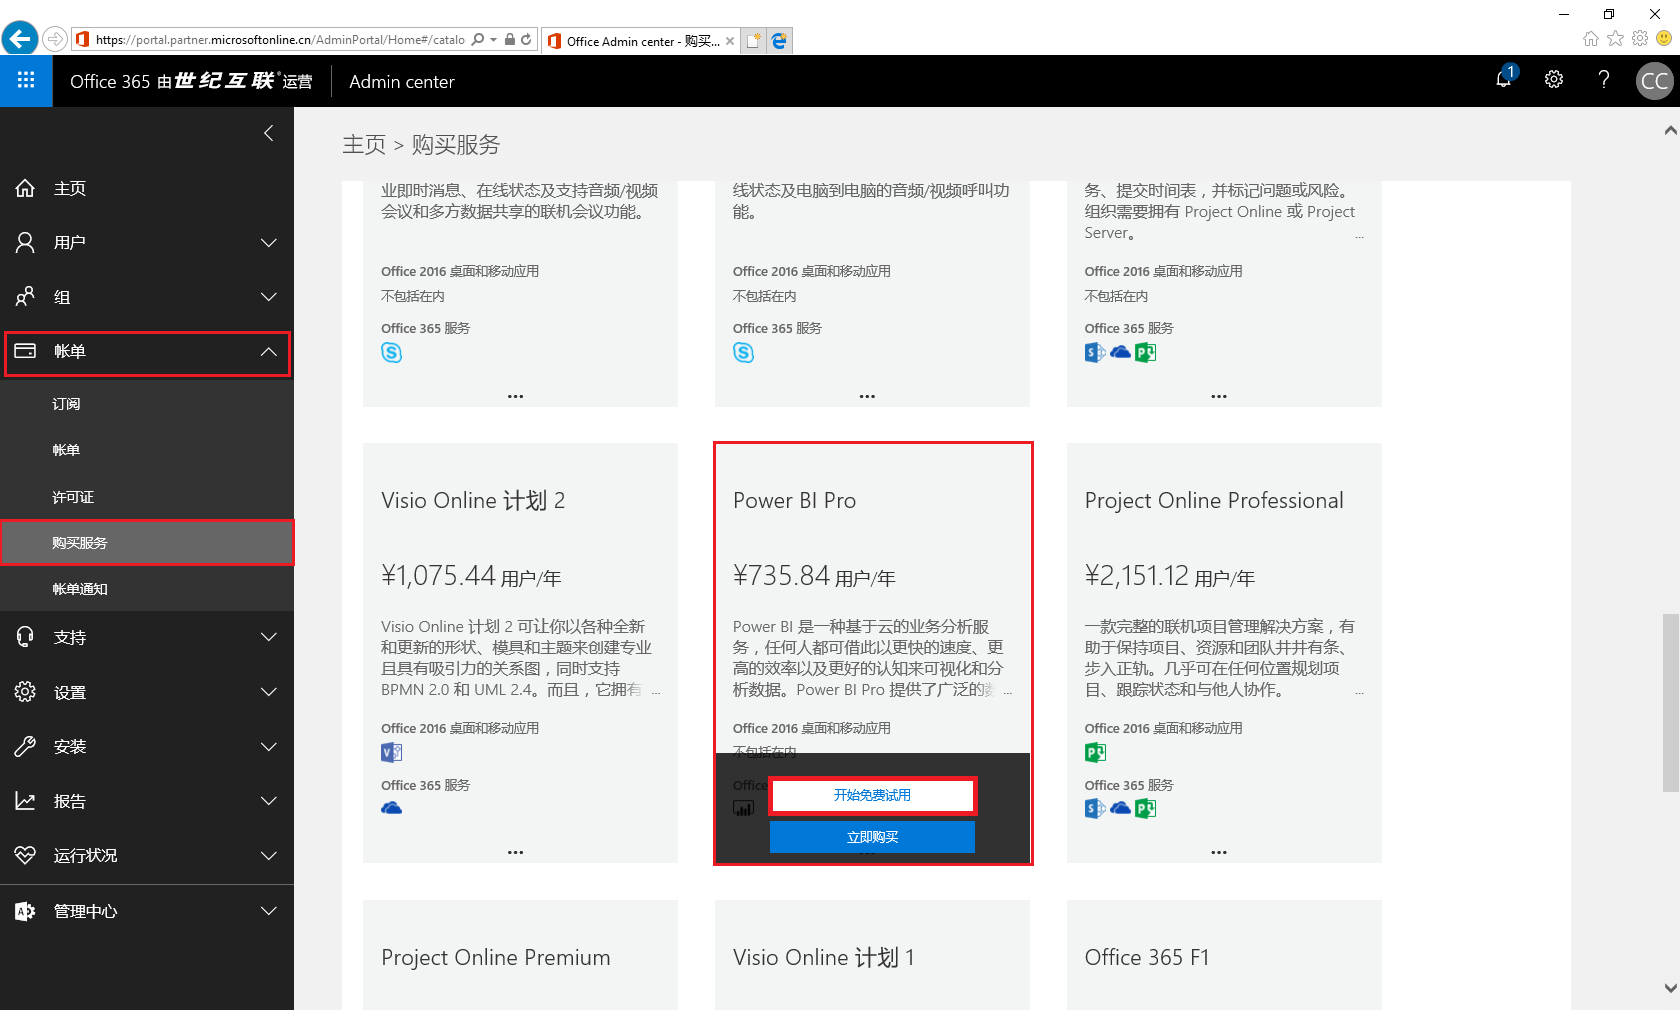 https://portal.partner.microsoftonline.cn/AdminPortal/Home#/catalo
Office Admin center - 购买...
Office 365 由世纪互联运营
Admin center
1
?
CC
主页 > 购买服务
主页
用户
组
帐单
订阅
帐单
许可证
购买服务
帐单通知
支持
设置
安装
报告
运行状况
管理中心
业即时消息、在线状态及支持音频/视频
会议和多方数据共享的联机会议功能。
Office 2016 桌面和移动应用
不包括在内
Office 365 服务
...
线状态及电脑到电脑的音频/视频呼叫功
能。
Office 2016 桌面和移动应用
不包括在内
Office 365 服务
...
务、提交时间表，并标记问题或风险。
组织需要拥有 Project Online 或 Project
Server。 ...
Office 2016 桌面和移动应用
不包括在内
Office 365 服务
...
Visio Online 计划 2
¥1,075.44 用户/年
Visio Online 计划 2 可让你以各种全新
和更新的形状、模具和主题来创建专业
且具有吸引力的关系图，同时支持
BPMN 2.0 和 UML 2.4。而且，它拥有 ...
Office 2016 桌面和移动应用
Office 365 服务
...
Power BI Pro
¥735.84 用户/年
Power BI 是一种基于云的业务分析服
务，任何人都可借此以更快的速度、更
高的效率以及更好的认知来可视化和分
析数据。Power BI Pro 提供了广泛的数 ...
Office 2016 桌面和移动应用
不包括在内
Office
开始免费试用
立即购买
Project Online Professional
¥2,151.12 用户/年
一款完整的联机项目管理解决方案，有
助于保持项目、资源和团队井井有条、
步入正轨。几乎可在任何位置规划项
目、跟踪状态和与他人协作。 ...
Office 2016 桌面和移动应用
Office 365 服务
...
Project Online Premium
Visio Online 计划 1
Office 365 F1